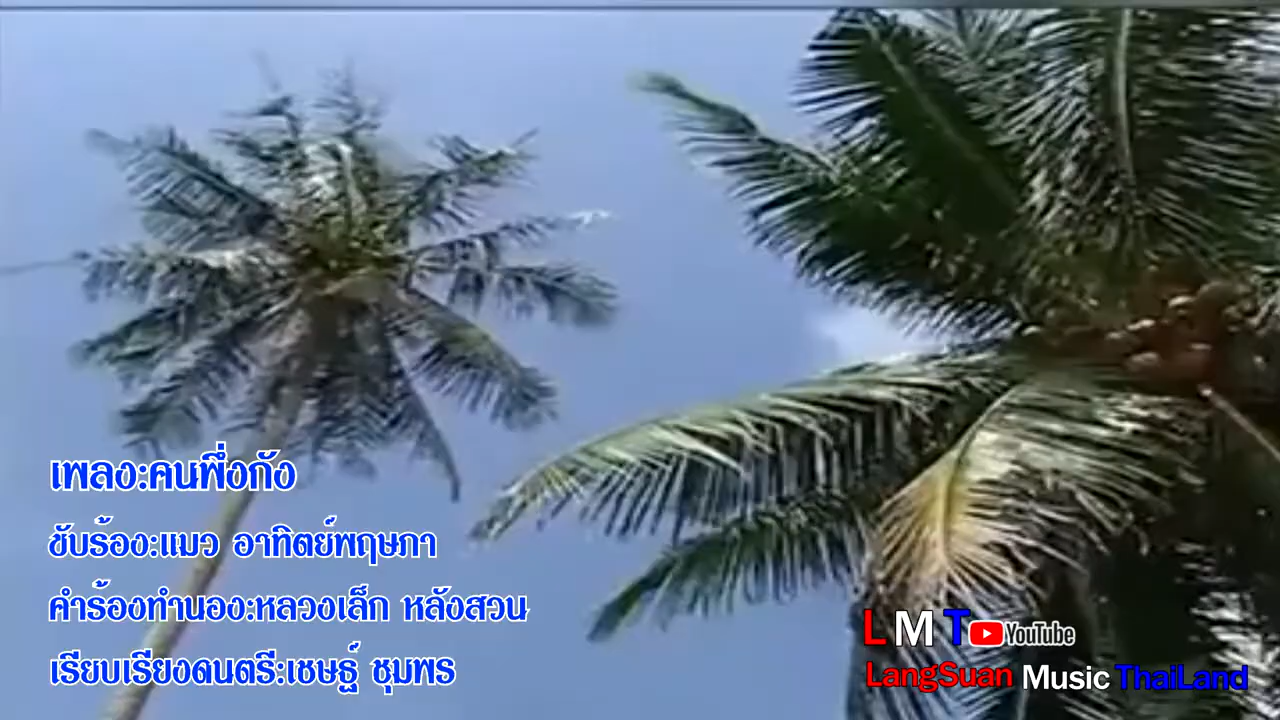 เพลง:คนพึ่งกัง
ขับร้อง:แมว อาทิตย์พฤษภา
คำร้องทำนอง:หลวงเล็ก หลังสวน
เรียบเรียงดนตรี:เชษฐ์ ชุมพร
LMT YouTube
LangSuan Music ThaiLand